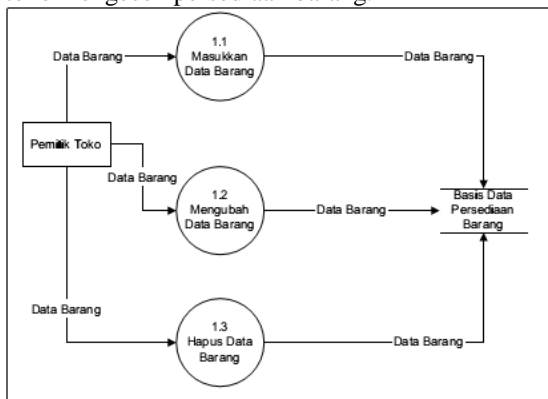 Data Barang
1.1
Masukkan
Data Barang
Data Barang
Pemilik Toko
Data Barang
1.2
Mengubah
Data Barang
Data Barang
Basis Data
Persediaan
Barang
Data Barang
1.3
Hapus Data
Barang
Data Barang